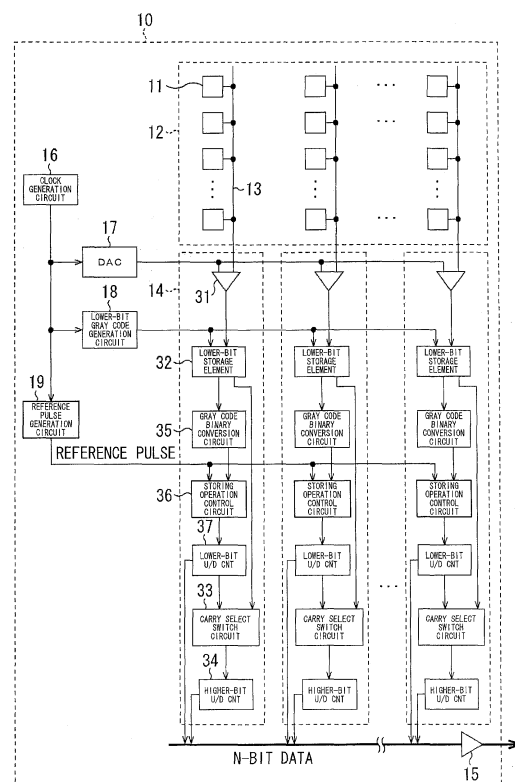 10
11
12
16
CLOCK
GENERATION
CIRCUIT
13
17
DAC
14
31
18
LOWER-BIT
GRAY CODE
GENERATION
CIRCUIT
32
LOWER-BIT
STORAGE
ELEMENT
LOWER-BIT
STORAGE
ELEMENT
LOWER-BIT
STORAGE
ELEMENT
19
REFERENCE
PULSE
GENERATION
CIRCUIT
35
GRAY CODE
BINARY
CONVERSION
CIRCUIT
GRAY CODE
BINARY
CONVERSION
CIRCUIT
GRAY CODE
BINARY
CONVERSION
CIRCUIT
REFERENCE PULSE
36
STORING
OPERATION
CONTROL
CIRCUIT
STORING
OPERATION
CONTROL
CIRCUIT
STORING
OPERATION
CONTROL
CIRCUIT
37
LOWER-BIT
U/D CNT
LOWER-BIT
U/D CNT
LOWER-BIT
U/D CNT
33
CARRY SELECT
SWITCH
CIRCUIT
CARRY SELECT
SWITCH
CIRCUIT
CARRY SELECT
SWITCH
CIRCUIT
34
HIGHER-BIT
U/D CNT
HIGHER-BIT
U/D CNT
HIGHER-BIT
U/D CNT
N-BIT DATA
15